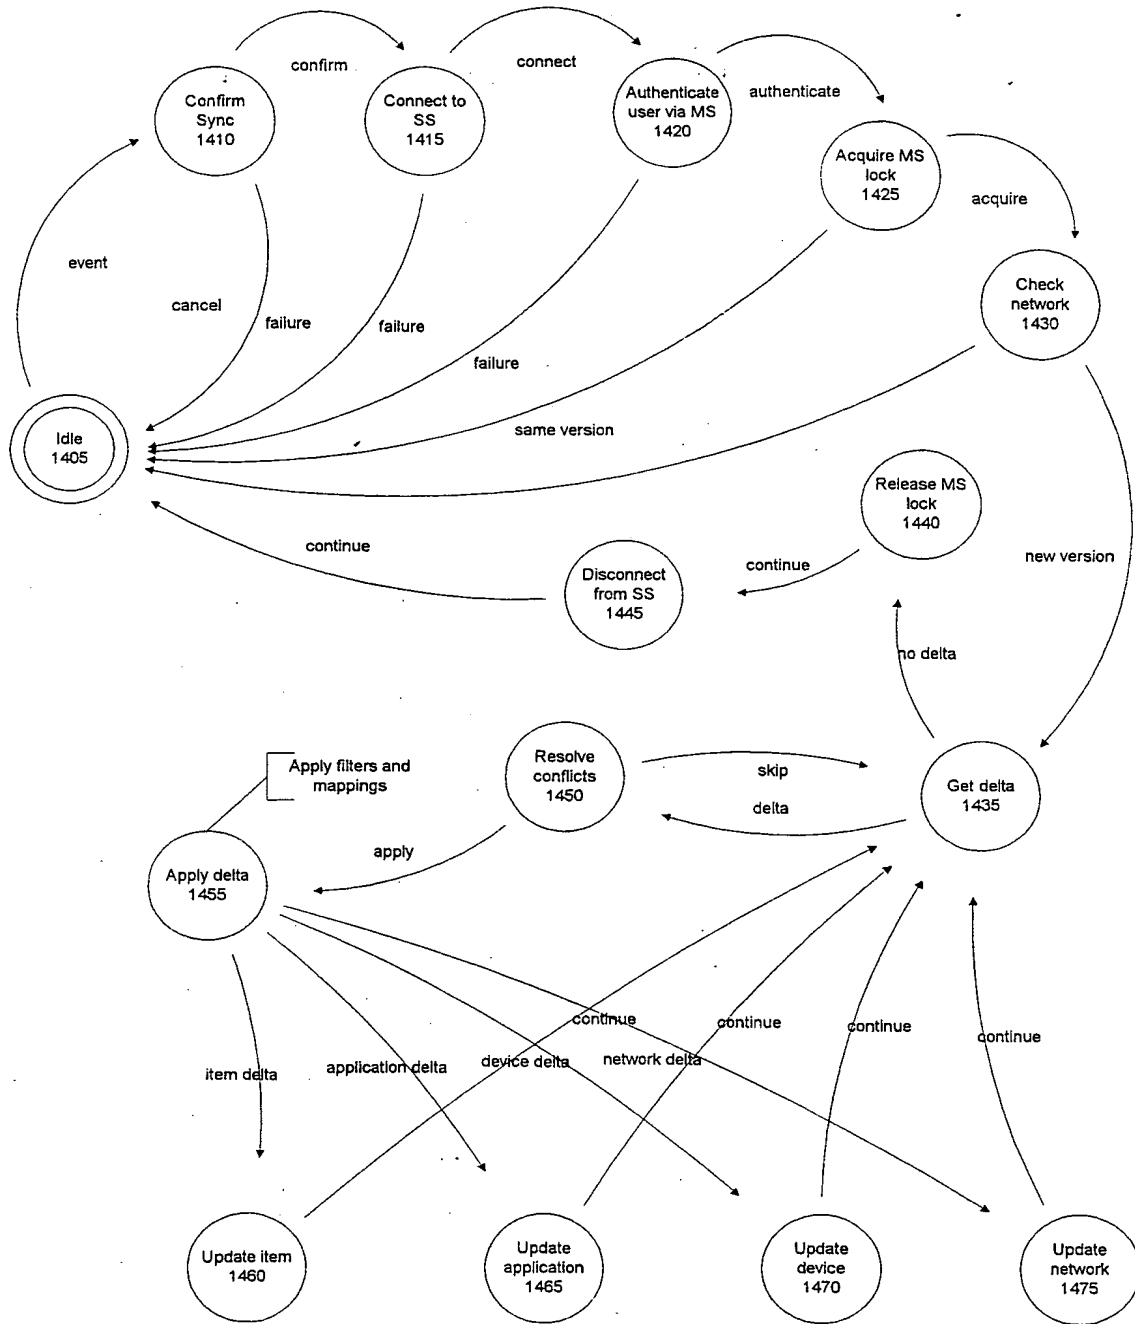 confirm
connect
authenticate
Confirm
Sync
1410
Connect to
SS
1415
Authenticate
user via MS
1420
Acquire MS
lock
1425
acquire
event
cancel
failure
failure
failure
same version
Check
network
1430
Idle
1405
Release MS
lock
1440
new version
continue
continue
Disconnect
from SS
1445
no delta
Apply filters and
mappings
Resolve
conflicts
1450
skip
delta
Get delta
1435
apply
Apply delta
1455
continue
continue
continue
continue
item delta
application delta
device delta
network delta
Update item
1460
Update
application
1465
Update
device
1470
Update
network
1475